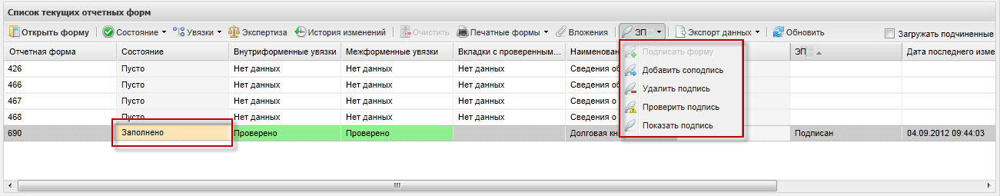 Список текущих отчетных форм
Открыть форму Состояние Увязки Экспертиза История изменений Очистить Печатные формы Вложения ЭП Экспорт данных Обновить Загружать подчиненные
Отчетная форма Состояние Внутриформенные увязки Межформенные увязки Вкладки с проверенным... Наименован ЭП Дата последнего изме
Подписать форму
426 Пусто Нет данных Нет данных Нет данных Сведения об
Добавить соподпись
466 Пусто Нет данных Нет данных Нет данных Сведения об
Удалить подпись
467 Пусто Нет данных Нет данных Нет данных Сведения о
Проверить подпись
468 Пусто Нет данных Нет данных Нет данных Сведения о
Показать подпись
690 Заполнено Проверено Проверено Долговая кн Подписан 04.09.2012 09:44:03